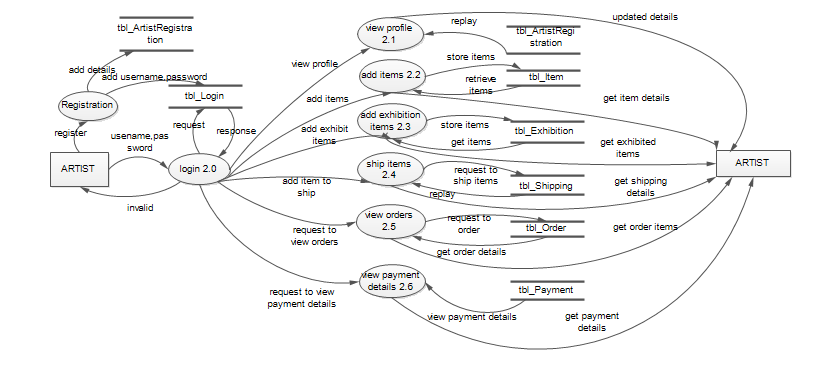 tbl_ArtistRegistra
tion
add details
add username,password
tbl_Login
Registration
register
usename,pas
sword
request
response
ARTIST
login 2.0
invalid
view profile
add items
add exhibit
items
add item to
ship
request to
view orders
request to view
payment details
view profile
2.1
replay
tbl_ArtistRegi
stration
updated details
add items 2.2
store items
retrieve
items
tbl_Item
get item details
add exhibition
items 2.3
store items
get items
tbl_Exhibition
get exhibited
items
ship items
2.4
request to
ship items
replay
tbl_Shipping
get shipping
details
view orders
2.5
request to
order
tbl_Order
get order details
get order items
view payment
details 2.6
tbl_Payment
view payment details
get payment
details
ARTIST